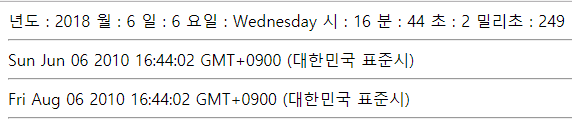 년도 : 2018 월 : 6 일 : 6 요일 : Wednesday 시 : 16 분 : 44 초 : 2 밀리초 : 249
Sun Jun 06 2010 16:44:02 GMT+0900 (대한민국 표준시)
Fri Aug 06 2010 16:44:02 GMT+0900 (대한민국 표준시)